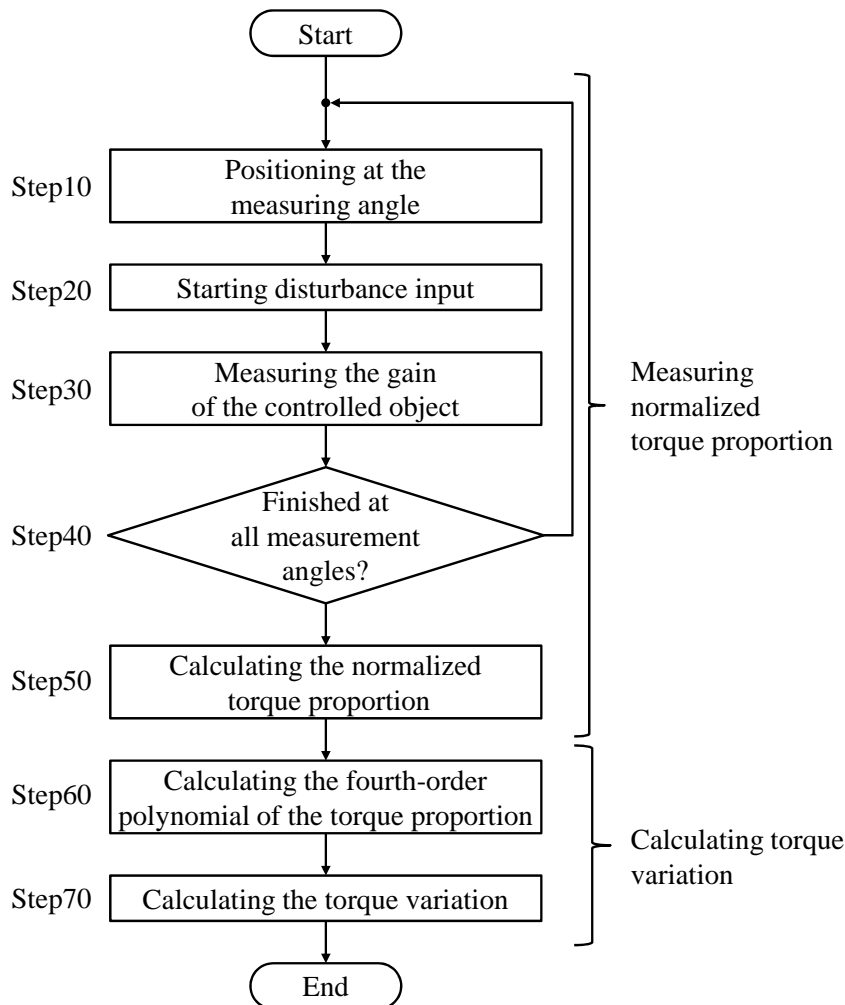 Start
Step10
Positioning at the
measuring angle
Step20
Starting disturbance input
Step30
Measuring the gain
of the controlled object
Measuring
normalized
torque proportion
Step40
Finished at
all measurement
angles?
Step50
Calculating the normalized
torque proportion
Step60
Calculating the fourth-order
polynomial of the torque proportion
Calculating torque
variation
Step70
Calculating the torque variation
End